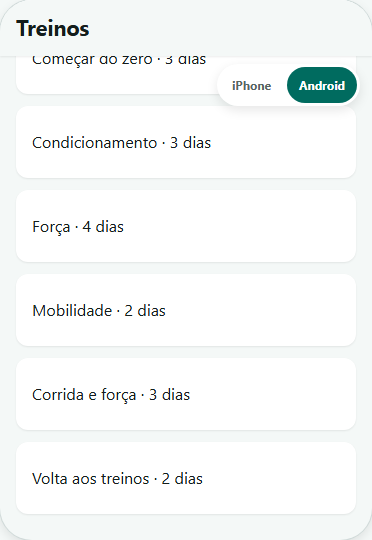 Treinos
Começar do zero · 3 dias
iPhone
Android
Condicionamento · 3 dias
Força · 4 dias
Mobilidade · 2 dias
Corrida e força · 3 dias
Volta aos treinos · 2 dias